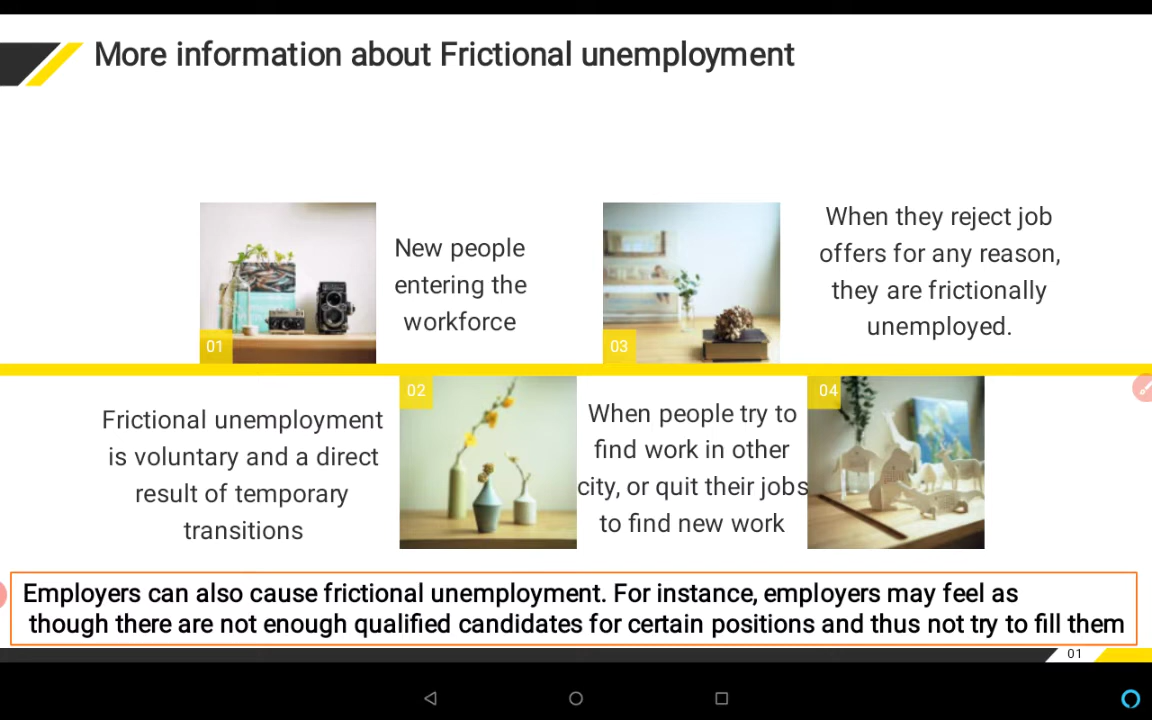 More information about Frictional unemployment
01
New people
entering the
workforce
03
When they reject job
offers for any reason,
they are frictionally
unemployed.
Frictional unemployment
is voluntary and a direct
result of temporary
transitions
02
When people try to
find work in other
city, or quit their jobs
to find new work
04
Employers can also cause frictional unemployment. For instance, employers may feel as
though there are not enough qualified candidates for certain positions and thus not try to fill them
01